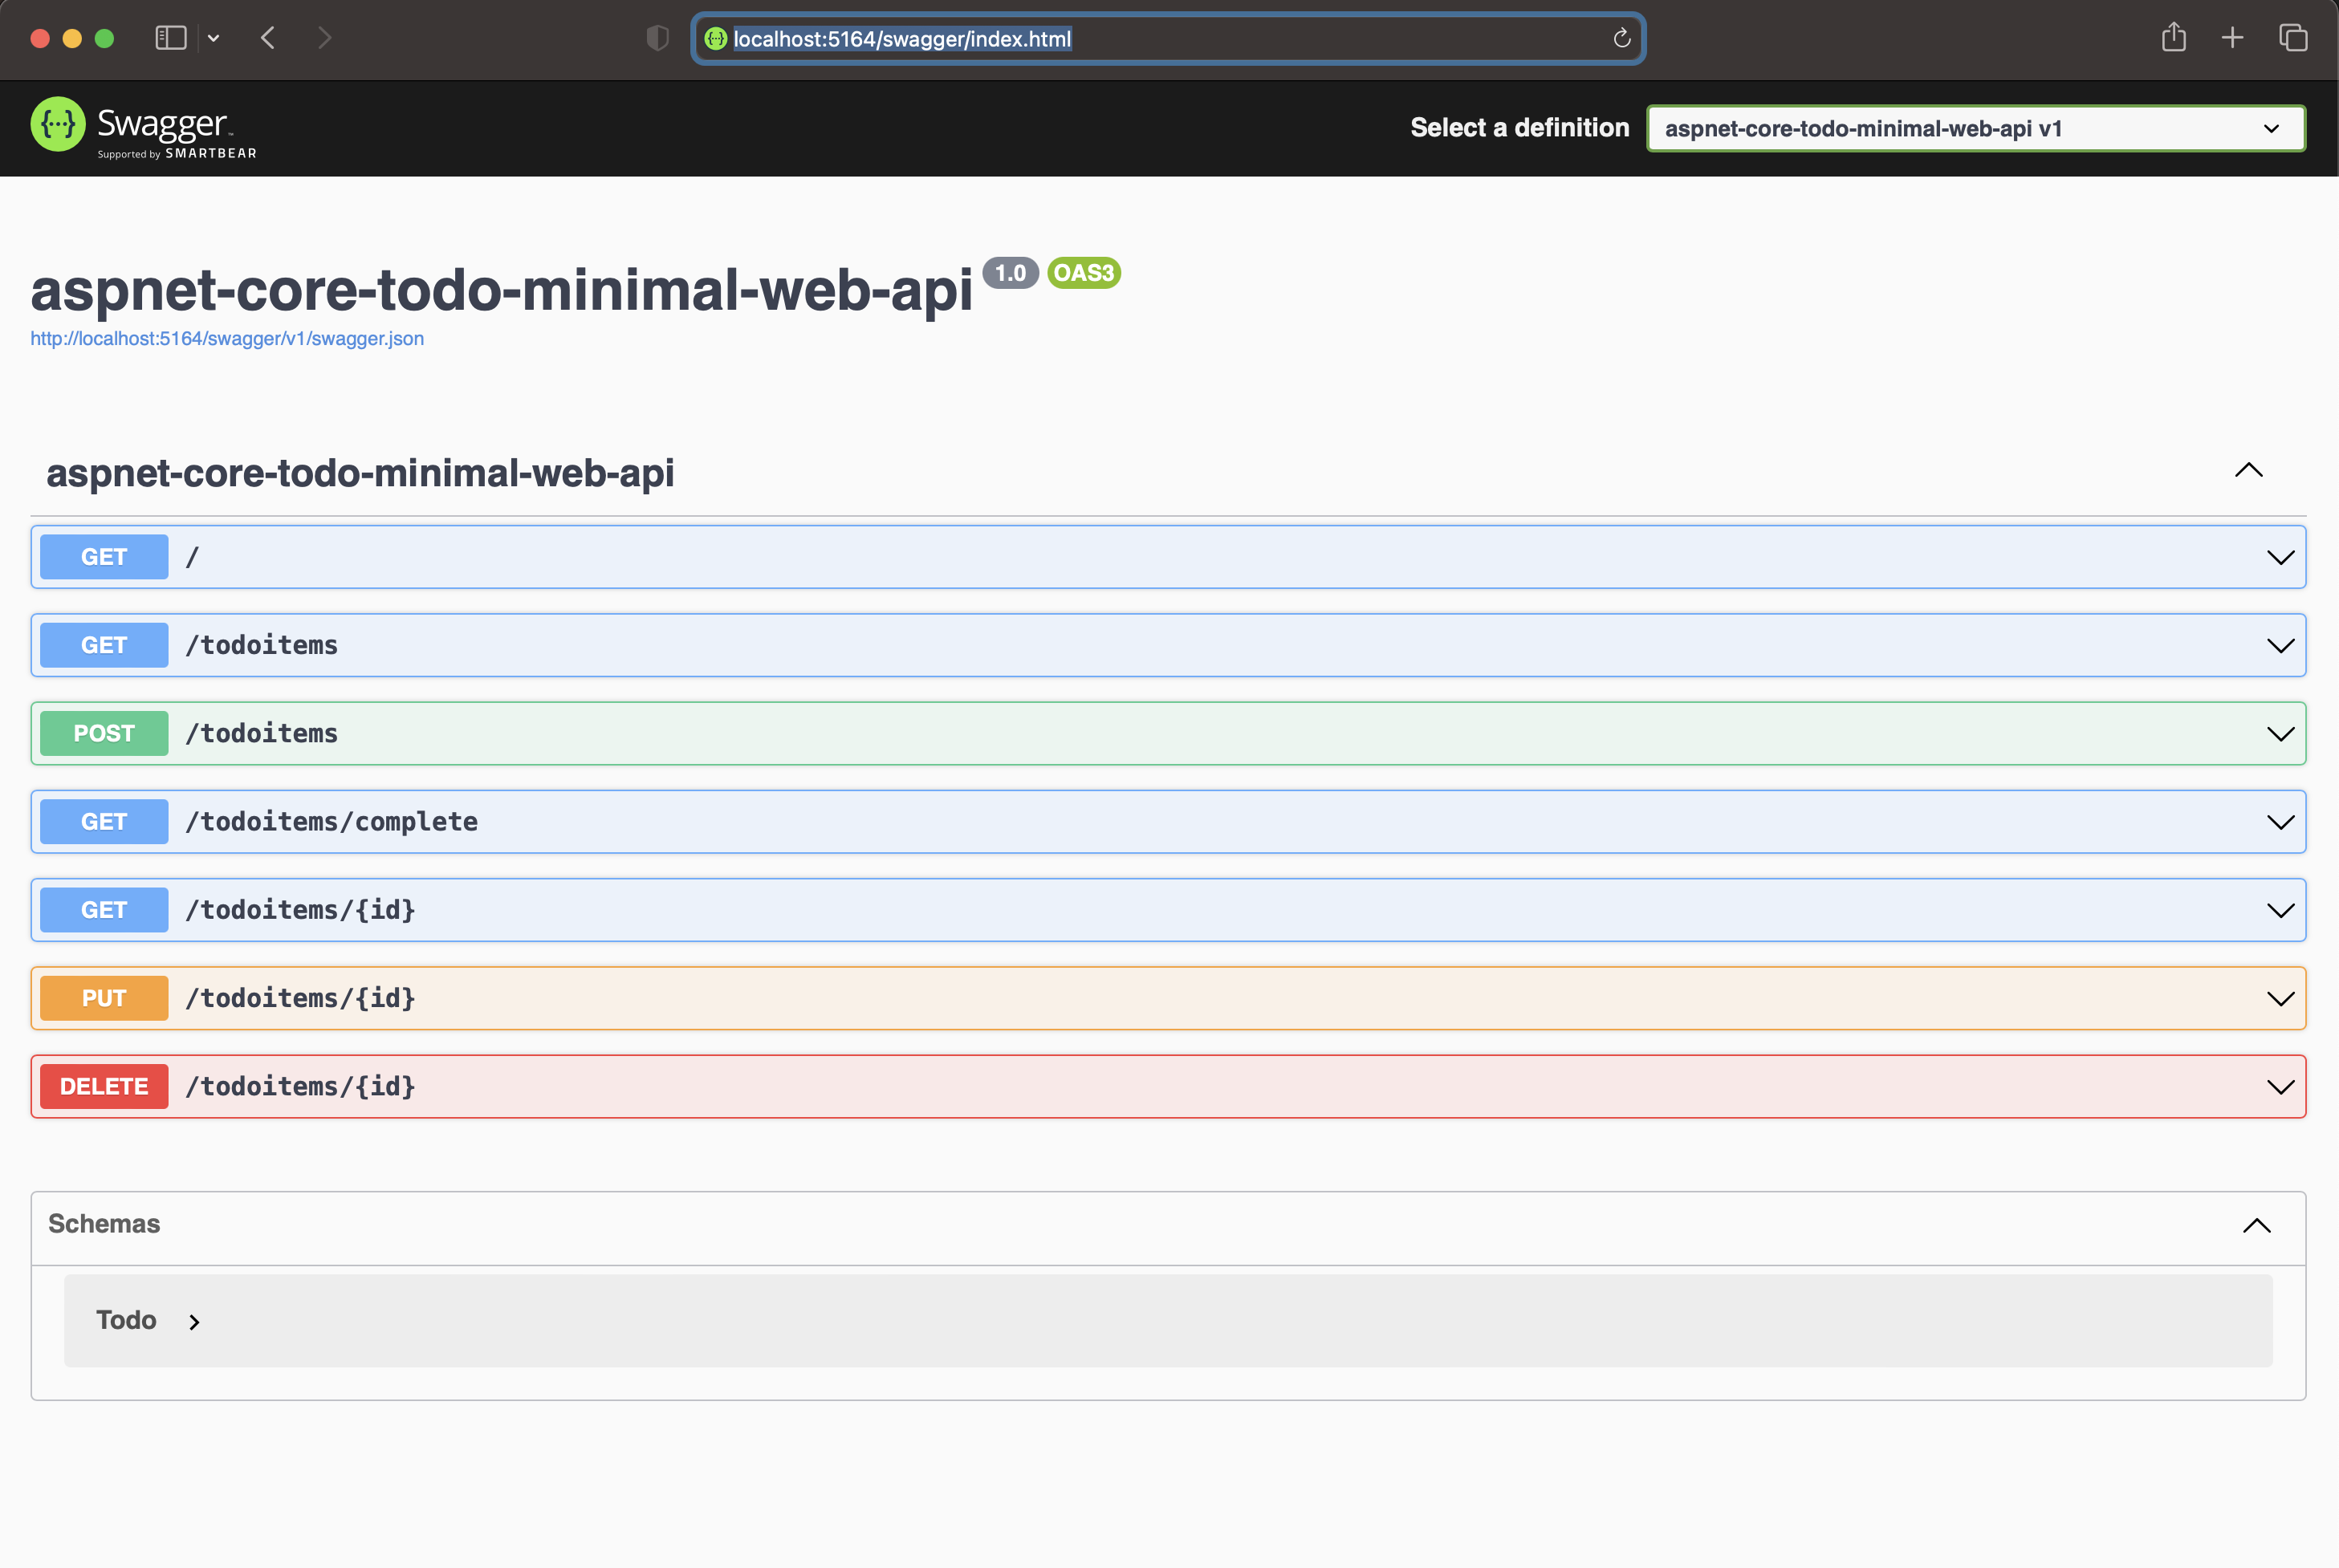 localhost:5164/swagger/index.html
{···} Swagger™
Supported by SMARTBEAR
Select a definition
aspnet-core-todo-minimal-web-api v1
aspnet-core-todo-minimal-web-api 1.0 OAS3
http://localhost:5164/swagger/v1/swagger.json
aspnet-core-todo-minimal-web-api
GET /
GET /todoitems
POST /todoitems
GET /todoitems/complete
GET /todoitems/{id}
PUT /todoitems/{id}
DELETE /todoitems/{id}
Schemas
Todo